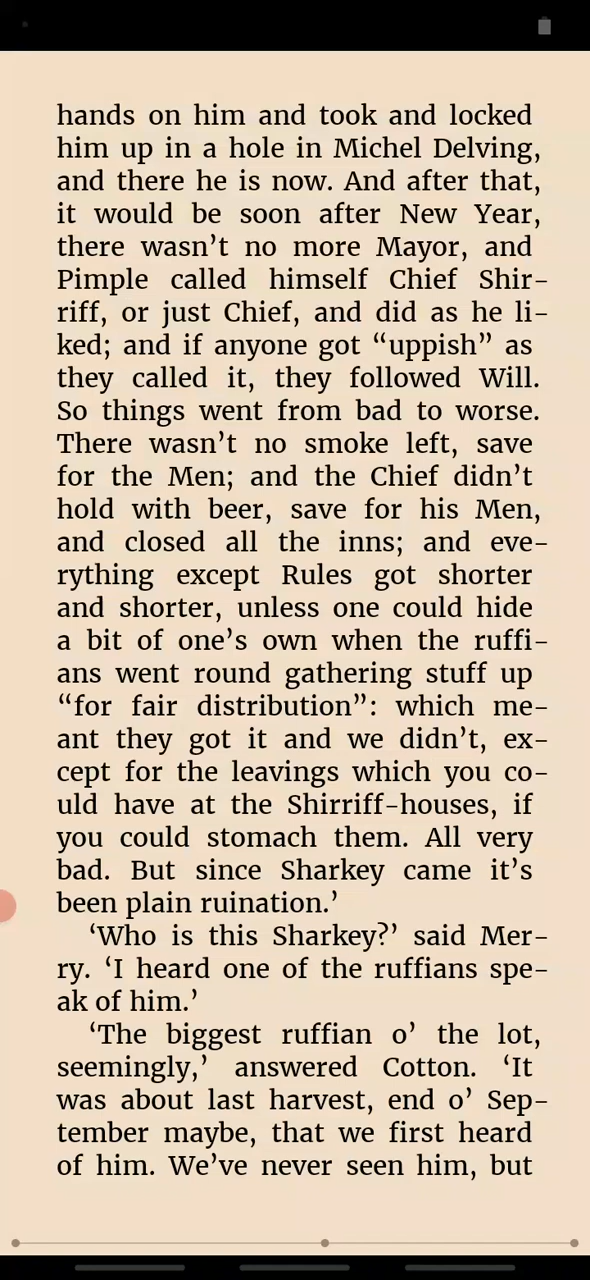 hands on him and took and locked
him up in a hole in Michel Delving,
and there he is now. And after that,
it would be soon after New Year,
there wasn’t no more Mayor, and
Pimple called himself Chief Shir-
riff, or just Chief, and did as he li-
ked; and if anyone got “uppish” as
they called it, they followed Will.
So things went from bad to worse.
There wasn’t no smoke left, save
for the Men; and the Chief didn’t
hold with beer, save for his Men,
and closed all the inns; and eve-
rything except Rules got shorter
and shorter, unless one could hide
a bit of one’s own when the ruffi-
ans went round gathering stuff up
“for fair distribution”: which me-
ant they got it and we didn’t, ex-
cept for the leavings which you co-
uld have at the Shirriff-houses, if
you could stomach them. All very
bad. But since Sharkey came it’s
been plain ruination.’
‘Who is this Sharkey?’ said Mer-
ry. ‘I heard one of the ruffians spe-
ak of him.’
‘The biggest ruffian o’ the lot,
seemingly,’ answered Cotton. ‘It
was about last harvest, end o’ Sep-
tember maybe, that we first heard
of him. We’ve never seen him, but